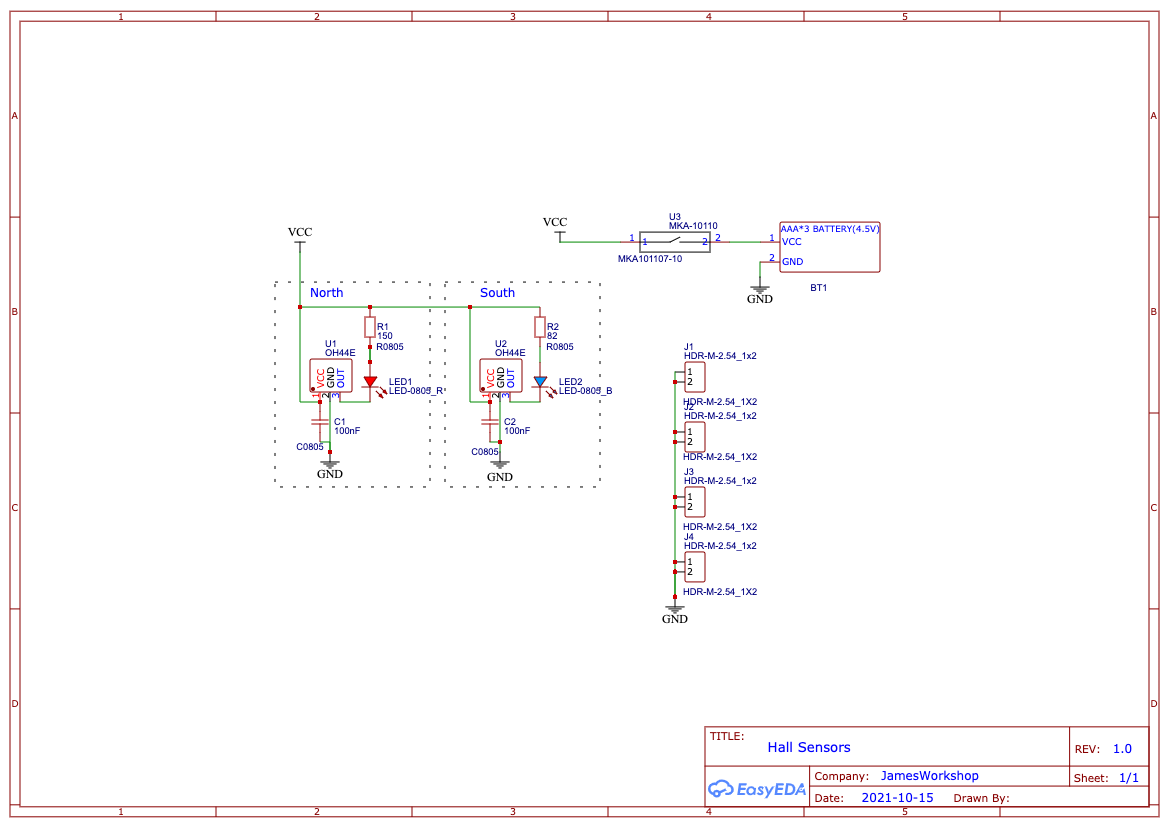 1 2 3 4 5
A A
B B
C C
D D
VCC
North
R1
150
R0805
U1
OH44E
VCC
GND
OUT
1 2 3
LED1
LED-0805_R
C1
100nF
C0805
GND
South
R2
82
R0805
U2
OH44E
VCC
GND
OUT
1 2 3
LED2
LED-0805_B
C2
100nF
C0805
GND
VCC
U3
MKA-10110
1 1 2 2
MKA101107-10
AAA*3 BATTERY(4.5V)
1 VCC
2 GND
BT1
GND
J1
HDR-M-2.54_1x2
1
2
HDR-M-2.54_1X2
J2
HDR-M-2.54_1x2
1
2
HDR-M-2.54_1X2
J3
HDR-M-2.54_1x2
1
2
HDR-M-2.54_1X2
J4
HDR-M-2.54_1x2
1
2
HDR-M-2.54_1X2
GND
TITLE:
Hall Sensors
REV: 1.0
EasyEDA
Company: JamesWorkshop
Sheet: 1/1
Date: 2021-10-15 Drawn By:
1 2 3 4 5